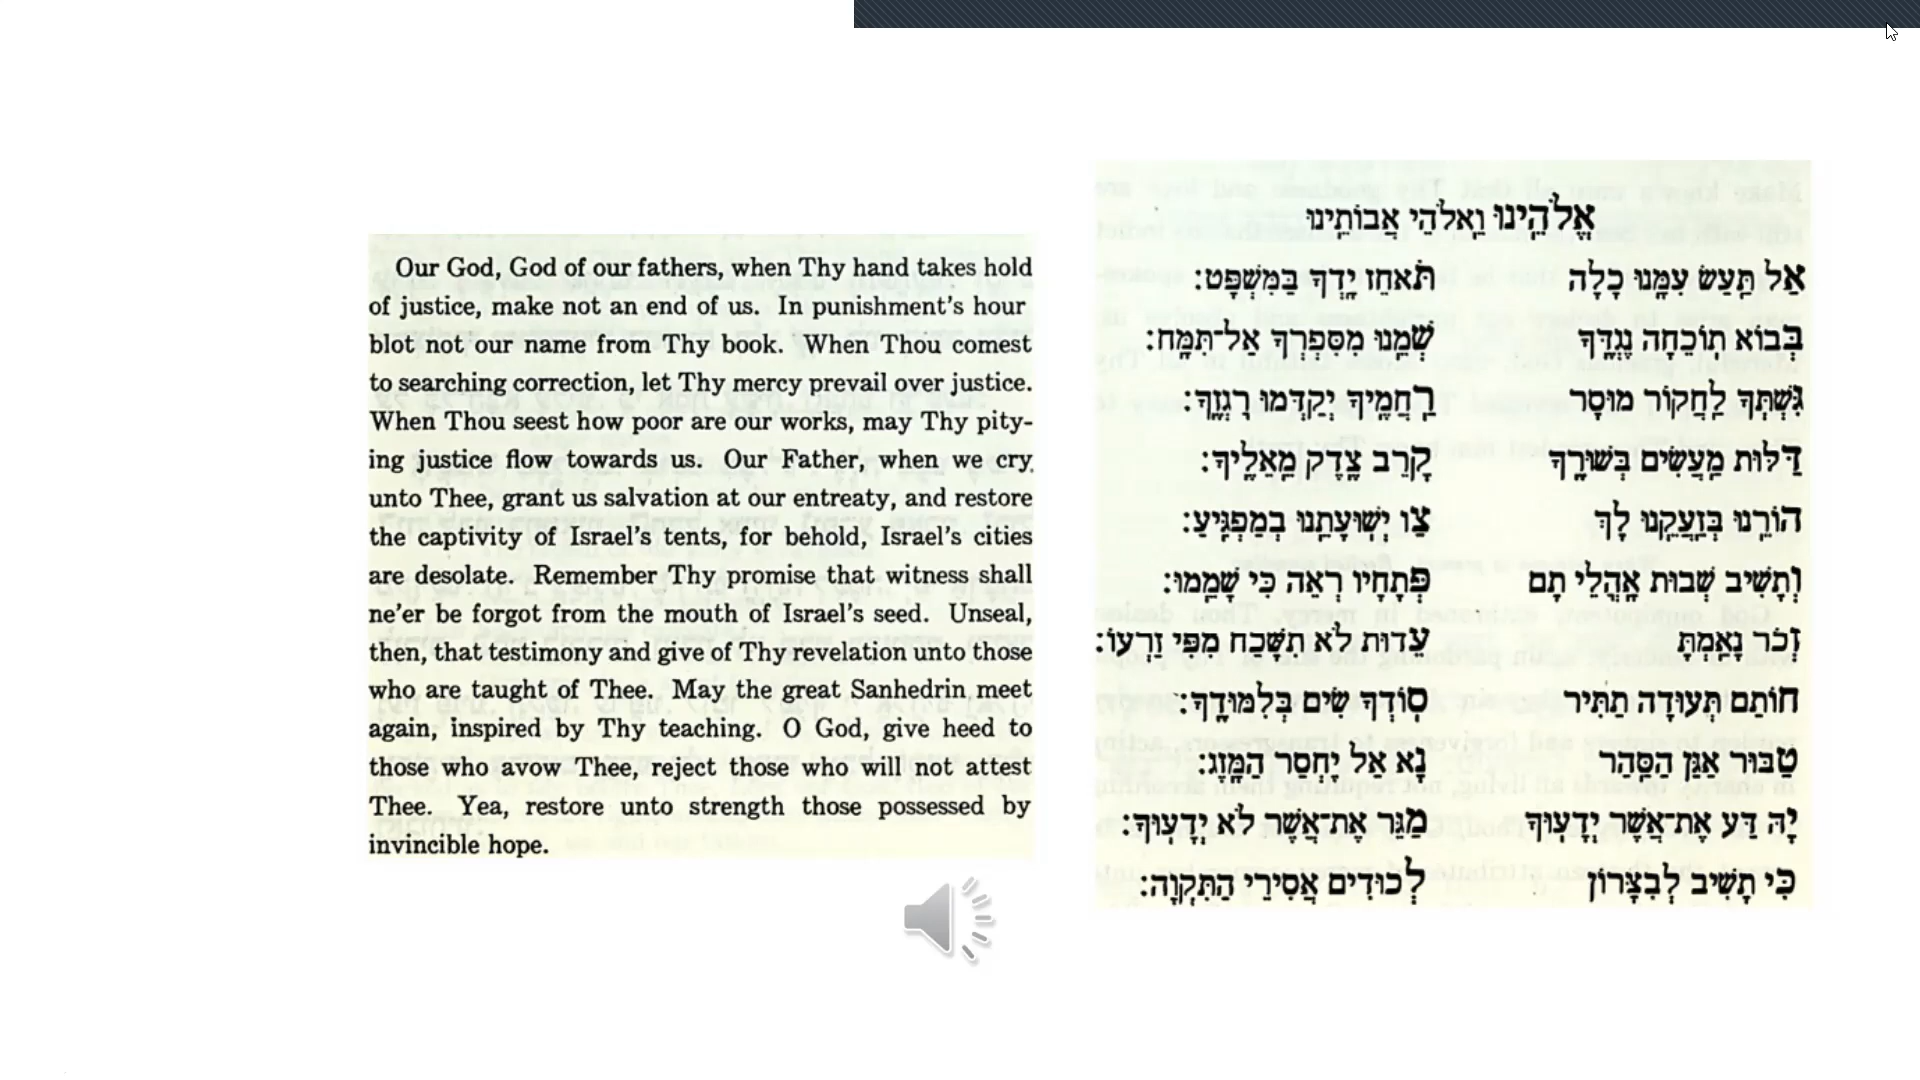 Our God, God of our fathers, when Thy hand takes hold
of justice, make not an end of us. In punishment's hour
blot not our name from Thy book. When Thou comest
to searching correction, let Thy mercy prevail over justice.
When Thou seest how poor are our works, may Thy pity-
ing justice flow towards us. Our Father, when we cry
unto Thee, grant us salvation at our entreaty, and restore
the captivity of Israel's tents, for behold, Israel's cities
are desolate. Remember Thy promise that witness shall
ne'er be forgot from the mouth of Israel's seed. Unseal,
then, that testimony and give of Thy revelation unto those
who are taught of Thee. May the great Sanhedrin meet
again, inspired by Thy teaching. O God, give heed to
those who avow Thee, reject those who will not attest
Thee. Yea, restore unto strength those possessed by
invincible hope.
אֱלֹהֵֽינוּ וֵאלֹהֵי אֲבוֹתֵֽינוּ
אַל תַּֽעַשׂ עִמָּֽנוּ כָלָה תֹּאחֵז יָֽדְךָ בַּמִּשְׁפָּט:
בְּבוֹא תוֹכֵחָה נֶגְדֶּֽךָ שְׁמֵֽנוּ מִסִּפְרְךָ אַל־תִּֽמַּח:
גִּשְׁתְּךָ לַחֲקוֹר מוּסָר רַחֲמֶֽיךָ יְקַדְּמוּ רָגְזֶֽךָ:
דַּלּוּת מַֽעֲשִׂים בְּשׁוּרֶֽךָ קָרֵב צֶֽדֶק מֵאֵלֶֽיךָ:
הוֹרֵֽנוּ בְּזַעֲקֵֽנוּ לָךְ צַו יְשׁוּעָתֵֽנוּ בְּמַפְגִּֽיעַ:
וְתָשִׁיב שְׁבוּת אָהֳלֵי תָם פְּתָחָיו רְאֵה כִּי שָׁמֵֽמוּ:
זְכֹר נָאַֽמְתָּ עֵדוּת לֹא תִשָּׁכַח מִפִּי זַרְעוֹ:
חוֹתַם תְּעוּדָה תַּתִּיר סוֹדְךָ שִׂים בְּלִמּוּדֶֽךָ:
טַבּוּר אַגַּן הַסַּֽהַר נָא אַל יֶחְסַר הַמָּֽזֶג:
יָהּ דַּע אֶת־אֲשֶׁר יְדָעֽוּךָ מַגֵּר אֶת־אֲשֶׁר לֹא יְדָעֽוּךָ:
כִּי תָשִׁיב לְבִצָּרוֹן לְכוּדִים אֲסִירֵי הַתִּקְוָה: